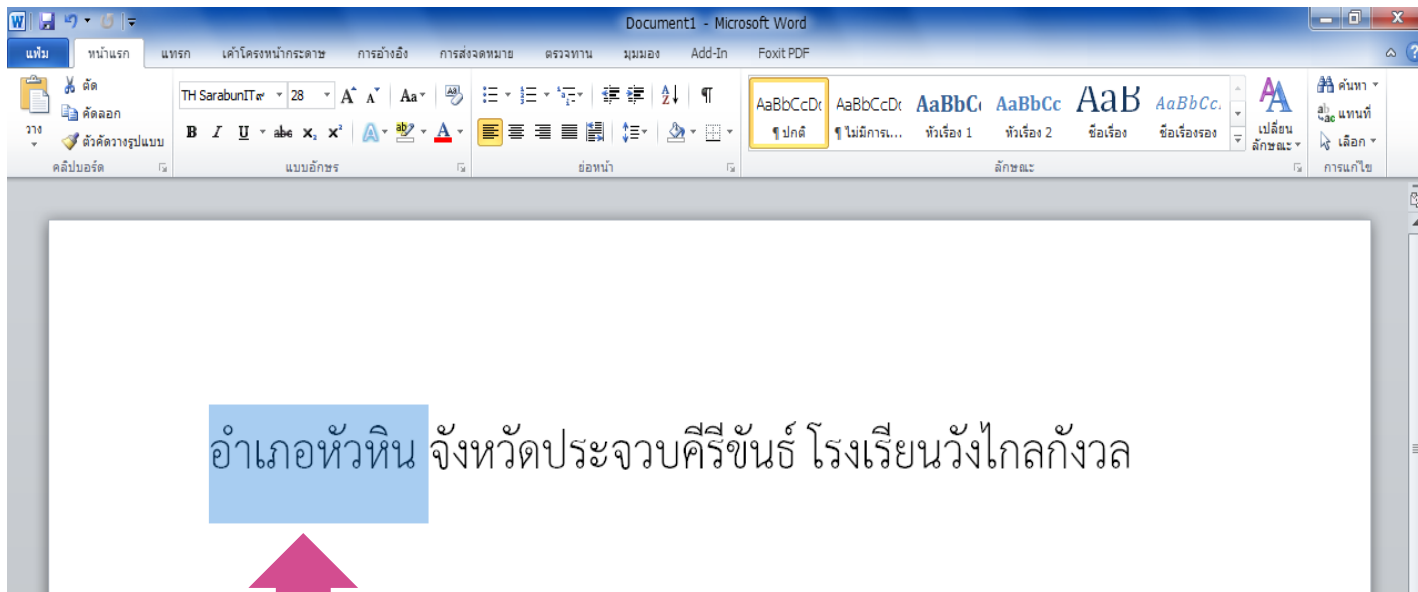 Document1 - Microsoft Word
แฟ้ม หน้าแรก แทรก เค้าโครงหน้ากระดาษ การอ้างอิง การส่งจดหมาย ตรวจทาน มุมมอง Add-In Foxit PDF
วาง
ตัด
คัดลอก
ตัวคัดวางรูปแบบ
คลิปบอร์ด
TH SarabunIT๙ 28 A A Aa
B I U abc X₂ X² A ab A
แบบอักษร
ย่อหน้า
AaBbCcDc AaBbCcDc AaBbC AaBbCc AaB AaBbCc.
¶ ปกติ ¶ ไม่มีการเ... หัวเรื่อง 1 หัวเรื่อง 2 ชื่อเรื่อง ชื่อเรื่องรอง
เปลี่ยน
ลักษณะ
ลักษณะ
ค้นหา
แทนที่
เลือก
การแก้ไข
อำเภอหัวหิน จังหวัดประจวบคีรีขันธ์ โรงเรียนวังไกลกังวล